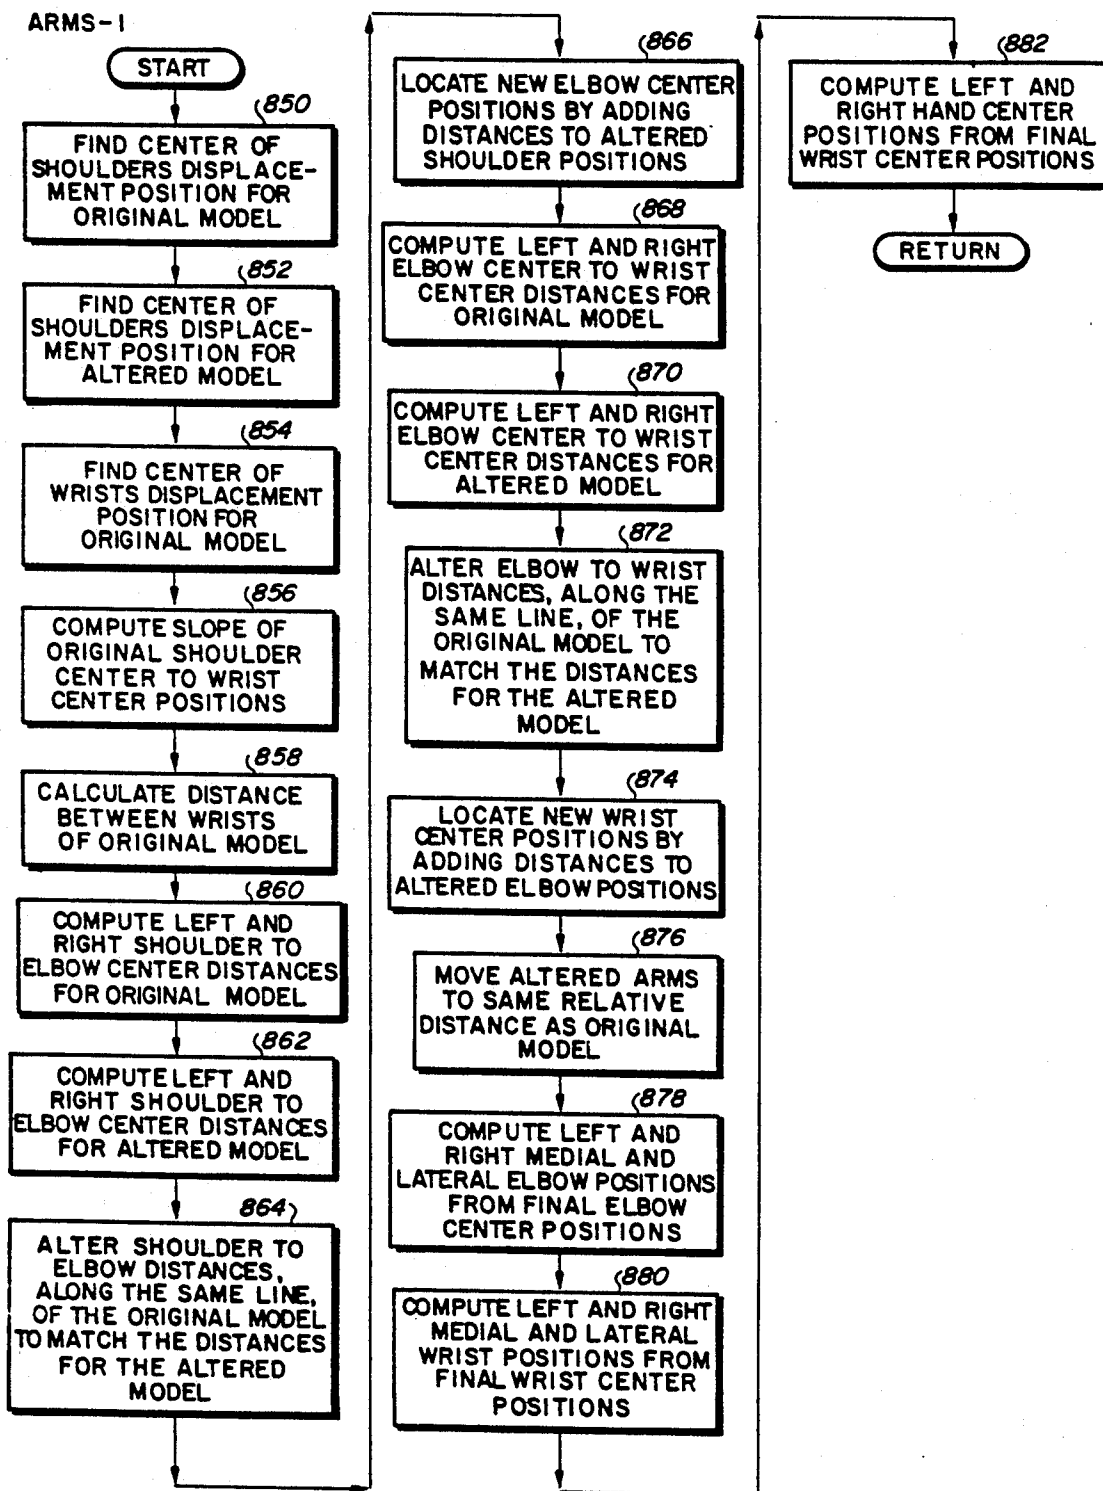 ARMS-1
START
850
FIND CENTER OF
SHOULDERS DISPLACE-
MENT POSITION FOR
ORIGINAL MODEL
852
FIND CENTER OF
SHOULDERS DISPLACE-
MENT POSITION FOR
ALTERED MODEL
854
FIND CENTER OF
WRISTS DISPLACEMENT
POSITION FOR
ORIGINAL MODEL
856
COMPUTE SLOPE OF
ORIGINAL SHOULDER
CENTER TO WRIST
CENTER POSITIONS
858
CALCULATE DISTANCE
BETWEEN WRISTS
OF ORIGINAL MODEL
860
COMPUTE LEFT AND
RIGHT SHOULDER TO
ELBOW CENTER DISTANCES
FOR ORIGINAL MODEL
862
COMPUTE LEFT AND
RIGHT SHOULDER TO
ELBOW CENTER DISTANCES
FOR ALTERED MODEL
864
ALTER SHOULDER TO
ELBOW DISTANCES,
ALONG THE SAME LINE,
OF THE ORIGINAL MODEL
TO MATCH THE DISTANCES
FOR THE ALTERED
MODEL
866
LOCATE NEW ELBOW CENTER
POSITIONS BY ADDING
DISTANCES TO ALTERED
SHOULDER POSITIONS
868
COMPUTE LEFT AND RIGHT
ELBOW CENTER TO WRIST
CENTER DISTANCES FOR
ORIGINAL MODEL
870
COMPUTE LEFT AND RIGHT
ELBOW CENTER TO WRIST
CENTER DISTANCES FOR
ALTERED MODEL
872
ALTER ELBOW TO WRIST
DISTANCES, ALONG THE
SAME LINE, OF THE
ORIGINAL MODEL TO
MATCH THE DISTANCES
FOR THE ALTERED
MODEL
874
LOCATE NEW WRIST
CENTER POSITIONS BY
ADDING DISTANCES TO
ALTERED ELBOW POSITIONS
876
MOVE ALTERED ARMS
TO SAME RELATIVE
DISTANCE AS ORIGINAL
MODEL
878
COMPUTE LEFT AND
RIGHT MEDIAL AND
LATERAL ELBOW POSITIONS
FROM FINAL ELBOW
CENTER POSITIONS
880
COMPUTE LEFT AND RIGHT
MEDIAL AND LATERAL
WRIST POSITIONS FROM
FINAL WRIST CENTER
POSITIONS
882
COMPUTE LEFT AND
RIGHT HAND CENTER
POSITIONS FROM FINAL
WRIST CENTER POSITIONS
RETURN